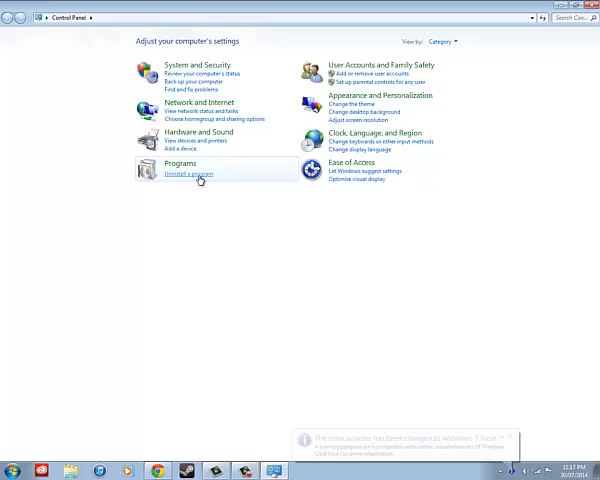 Control Panel
Search Con...
Adjust your computer's settings
View by: Category
System and Security
Review your computer's status
Back up your computer
Find and fix problems
Network and Internet
View network status and tasks
Choose homegroup and sharing options
Hardware and Sound
View devices and printers
Add a device
Programs
Uninstall a program
User Accounts and Family Safety
Add or remove user accounts
Set up parental controls for any user
Appearance and Personalization
Change the theme
Change desktop background
Adjust screen resolution
Clock, Language, and Region
Change keyboards or other input methods
Change display language
Ease of Access
Let Windows suggest settings
Optimize visual display
The color scheme has been changed to Windows 7 Basic
A running program isn't compatible with certain visual elements of Windows.
Click here for more information.
11:17 PM
30/07/2014